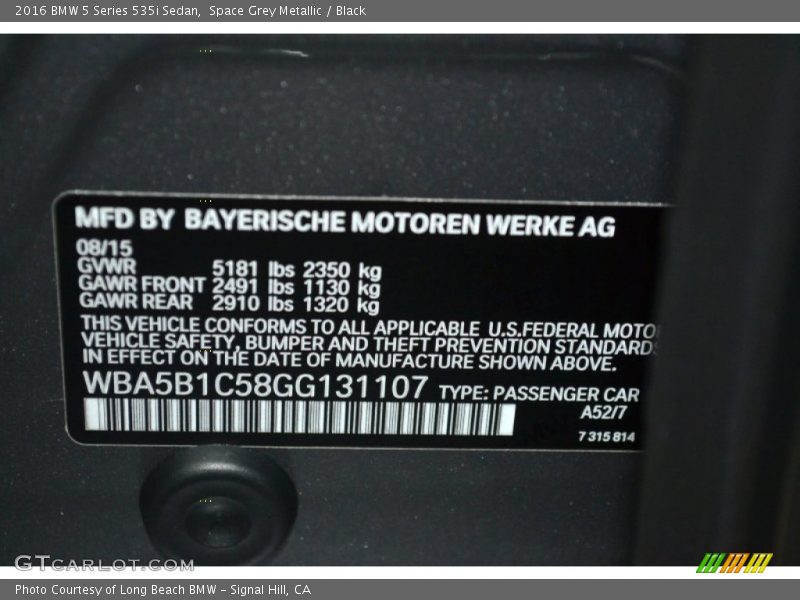 2016 BMW 5 Series 535i Sedan,  Space Grey Metallic / Black
MFD BY BAYERISCHE MOTOREN WERKE AG
08/15
GVWR 5181 lbs 2350 kg
GAWR FRONT 2491 lbs 1130 kg
GAWR REAR 2910 lbs 1320 kg
THIS VEHICLE CONFORMS TO ALL APPLICABLE U.S.FEDERAL MOTO
VEHICLE SAFETY, BUMPER AND THEFT PREVENTION STANDARDS
IN EFFECT ON THE DATE OF MANUFACTURE SHOWN ABOVE.
WBA5B1C58GG131107 TYPE: PASSENGER CAR
A52/7
7 315 814
GTCARLOT.COM
Photo Courtesy of Long Beach BMW - Signal Hill, CA